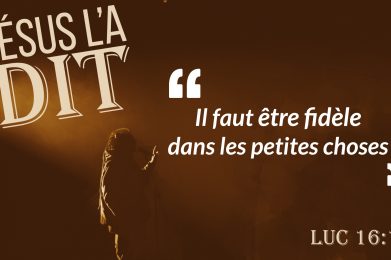 ÉSUS L'A
DIT
“
Il faut être fidèle
dans les petites choses
LUC 16: